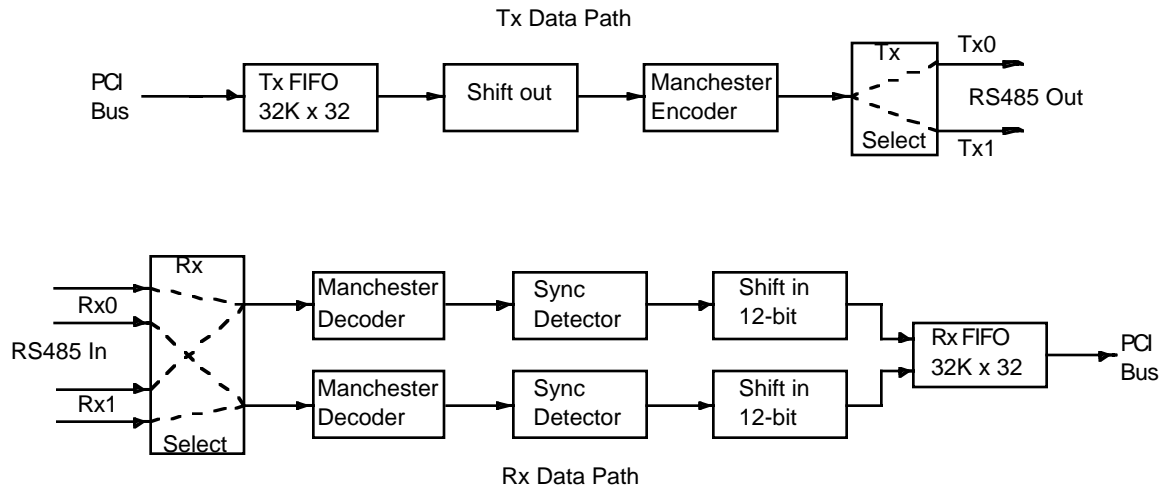 Tx Data Path
PCI
Bus
Tx FIFO
32K x 32
Shift out
Manchester
Encoder
Tx
Select
Tx0
RS485 Out
Tx1
Rx
Rx0
RS485 In
Rx1
Select
Manchester
Decoder
Sync
Detector
Shift in
12-bit
Manchester
Decoder
Sync
Detector
Shift in
12-bit
Rx FIFO
32K x 32
PCI
Bus
Rx Data Path